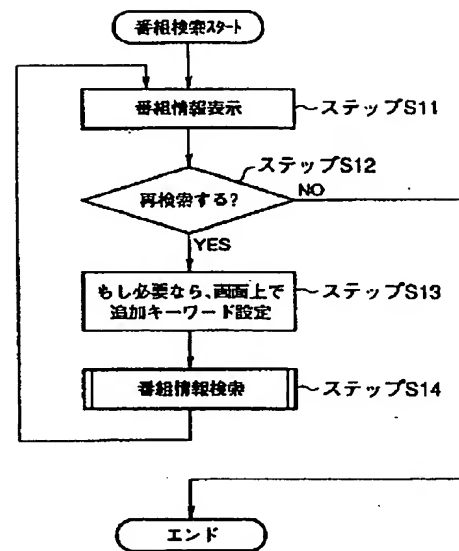 番組検索スタート
番組情報表示
ステップS11
ステップS12
再検索する?
NO
YES
もし必要なら、画面上で
追加キーワード設定
ステップS13
番組情報検索
ステップS14
エンド